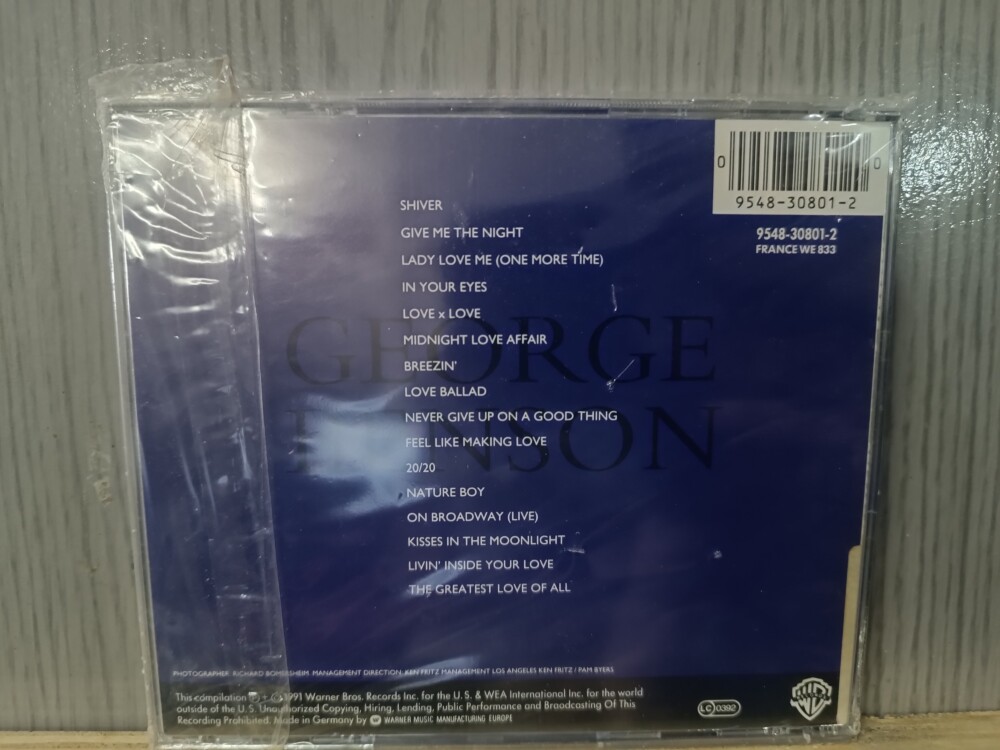 0 0
9548-30801-2
9548-30801-2
FRANCE WE 833
SHIVER
GIVE ME THE NIGHT
LADY LOVE ME (ONE MORE TIME)
IN YOUR EYES
LOVE x LOVE
MIDNIGHT LOVE AFFAIR
BREEZIN'
LOVE BALLAD
NEVER GIVE UP ON A GOOD THING
FEEL LIKE MAKING LOVE
20/20
NATURE BOY
ON BROADWAY (LIVE)
KISSES IN THE MOONLIGHT
LIVIN' INSIDE YOUR LOVE
THE GREATEST LOVE OF ALL
GEORGE
BENSON
PHOTOGRAPHER: RICHARD MANAGEMENT DIRECTION: KEN FRITZ MANAGEMENT LOS ANGELES KEN FRITZ / PAM BYERS
This compilation ℗ + © 1991 Warner Bros. Records Inc. for the U.S. & WEA International Inc. for the world
outside of the U.S. Unauthorized Copying, Hiring, Lending, Public Performance and Broadcasting Of This
Recording Prohibited. Made in Germany by WARNER MUSIC MANUFACTURING EUROPE
LC 0392